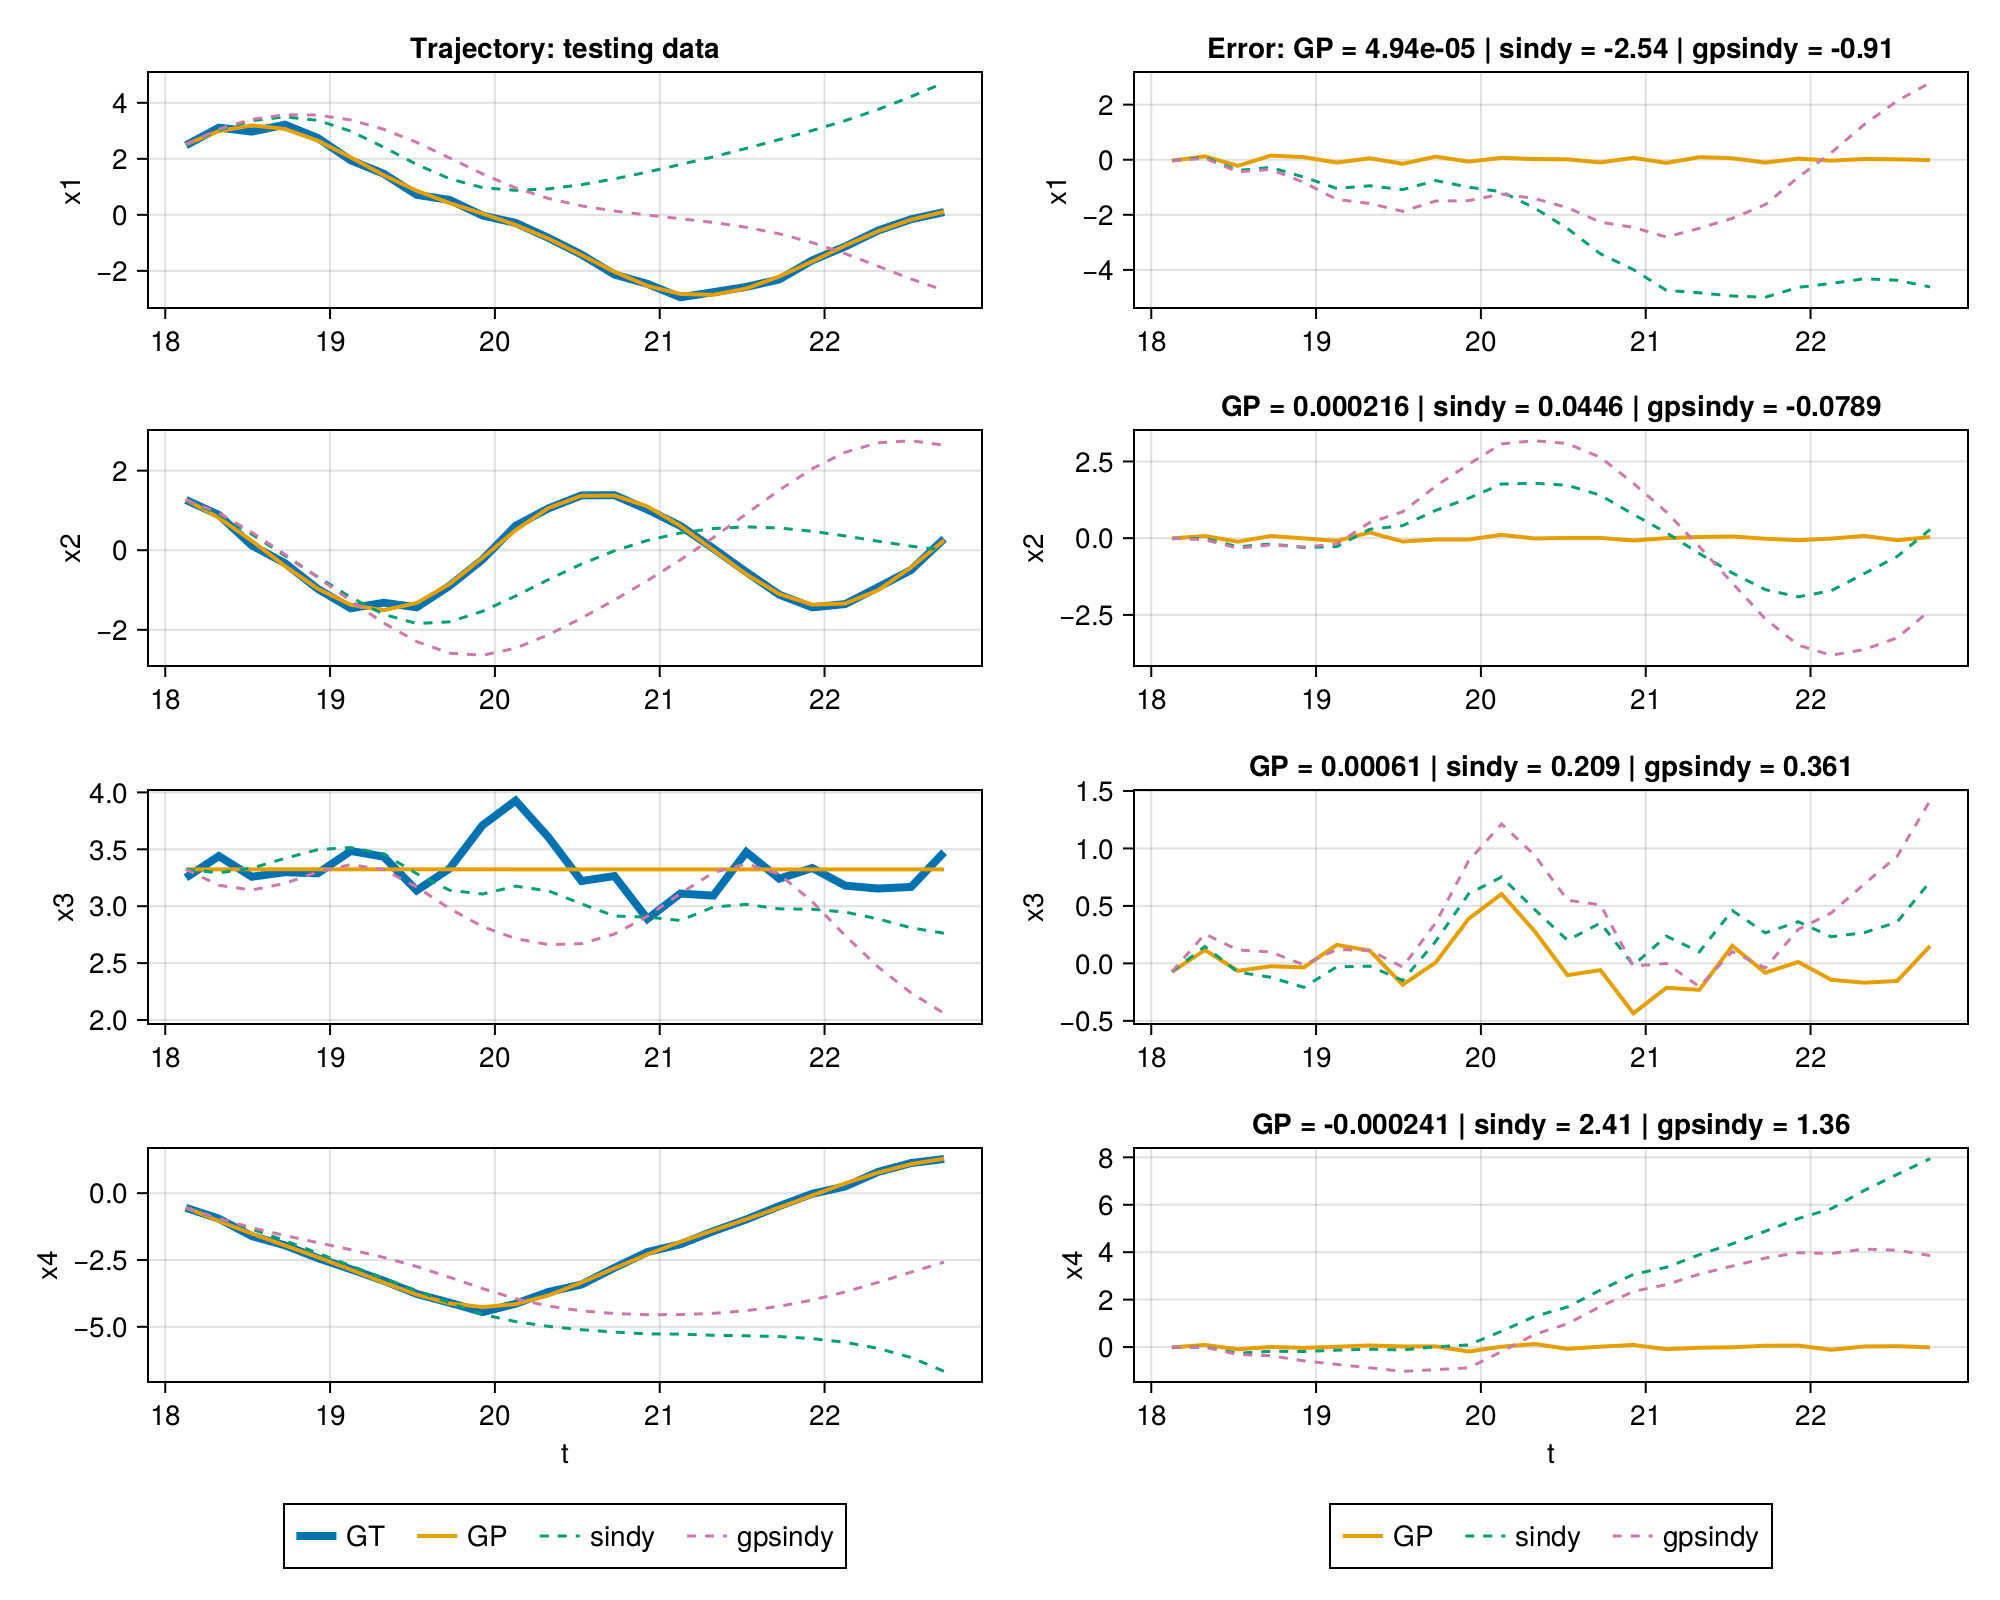 Trajectory: testing data
x1
4
2
0
−2
18 19 20 21 22
Error: GP = 4.94e-05 | sindy = -2.54 | gpsindy = -0.91
x1
2
0
−2
−4
18 19 20 21 22
x2
2
0
−2
18 19 20 21 22
GP = 0.000216 | sindy = 0.0446 | gpsindy = -0.0789
x2
2.5
0.0
−2.5
18 19 20 21 22
x3
4.0
3.5
3.0
2.5
2.0
18 19 20 21 22
GP = 0.00061 | sindy = 0.209 | gpsindy = 0.361
x3
1.5
1.0
0.5
0.0
−0.5
18 19 20 21 22
x4
0.0
−2.5
−5.0
18 19 20 21 22
t
GP = -0.000241 | sindy = 2.41 | gpsindy = 1.36
x4
8
6
4
2
0
18 19 20 21 22
t
GT GP sindy gpsindy
GP sindy gpsindy